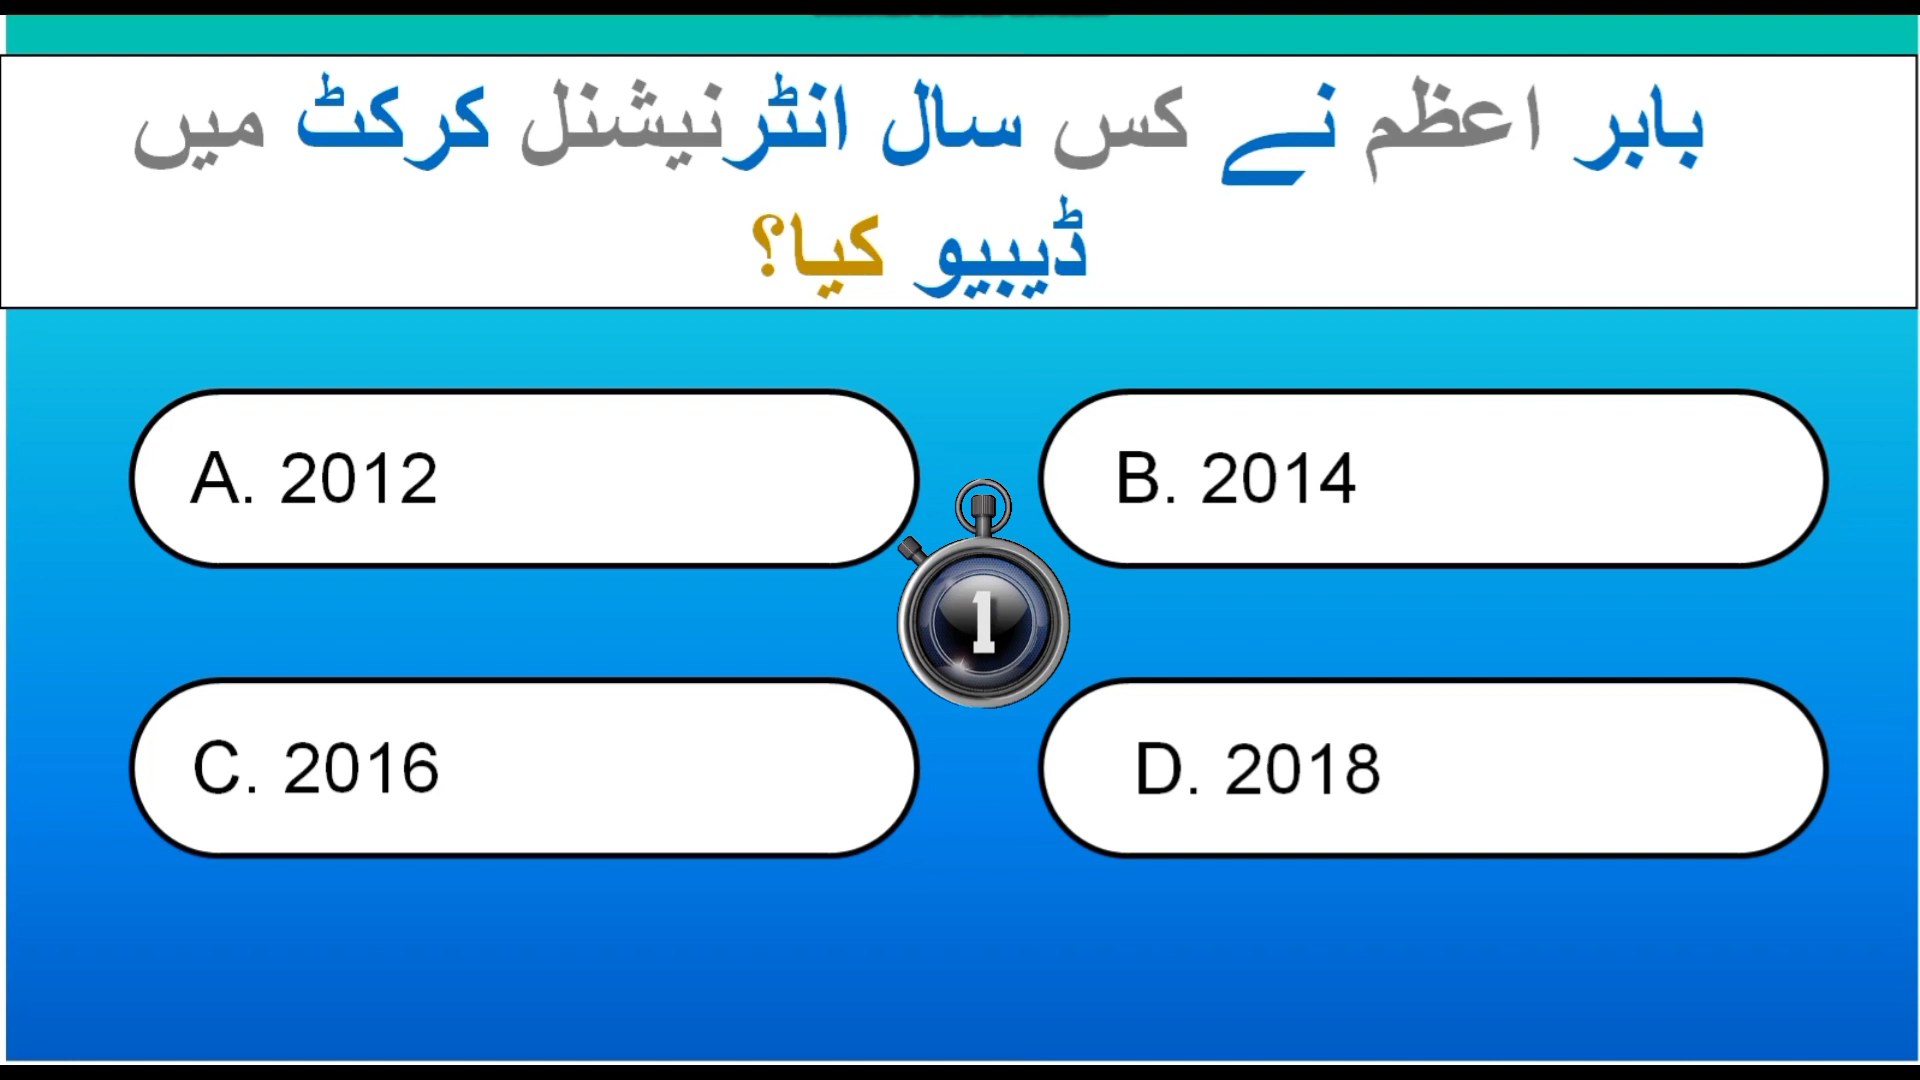 بابر اعظم نے کس سال انٹرنیشنل کرکٹ میں
ڈیبیو کیا؟
A. 2012
B. 2014
1
C. 2016
D. 2018